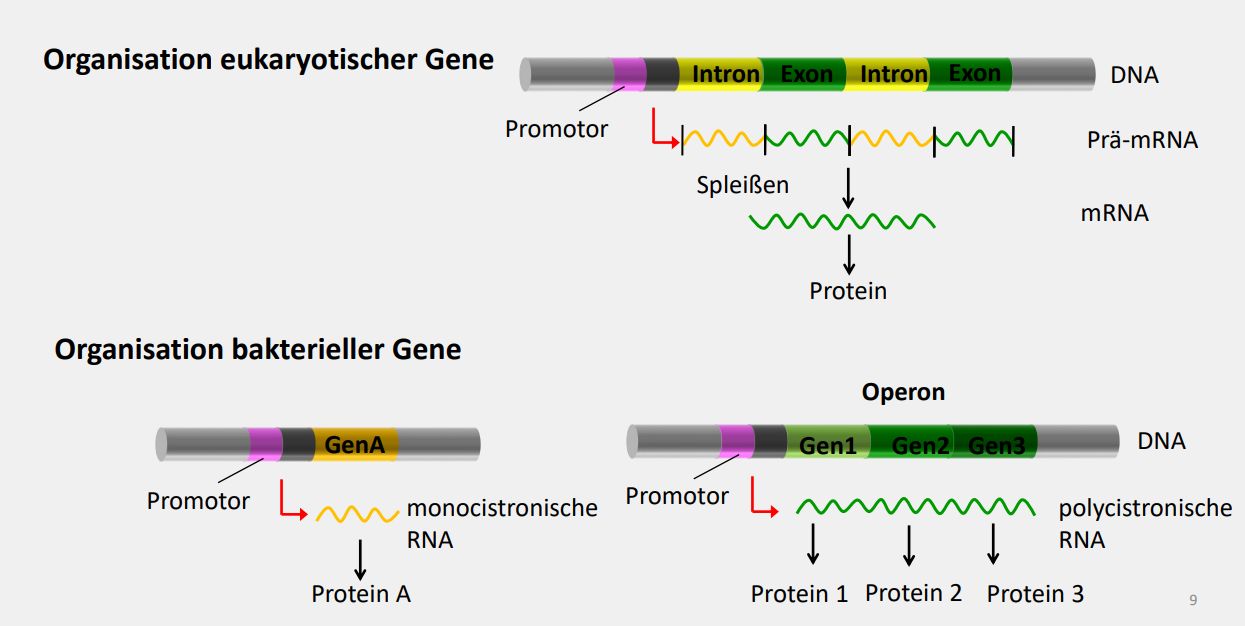 Organisation eukaryotischer Gene
Intron Exon Intron Exon
DNA
Promotor
Prä-mRNA
Spleißen
mRNA
Protein
Organisation bakterieller Gene
Operon
GenA
Gen1 Gen2 Gen3
DNA
Promotor
monocistronische
RNA
Promotor
polycistronische
RNA
Protein A
Protein 1 Protein 2 Protein 3
9